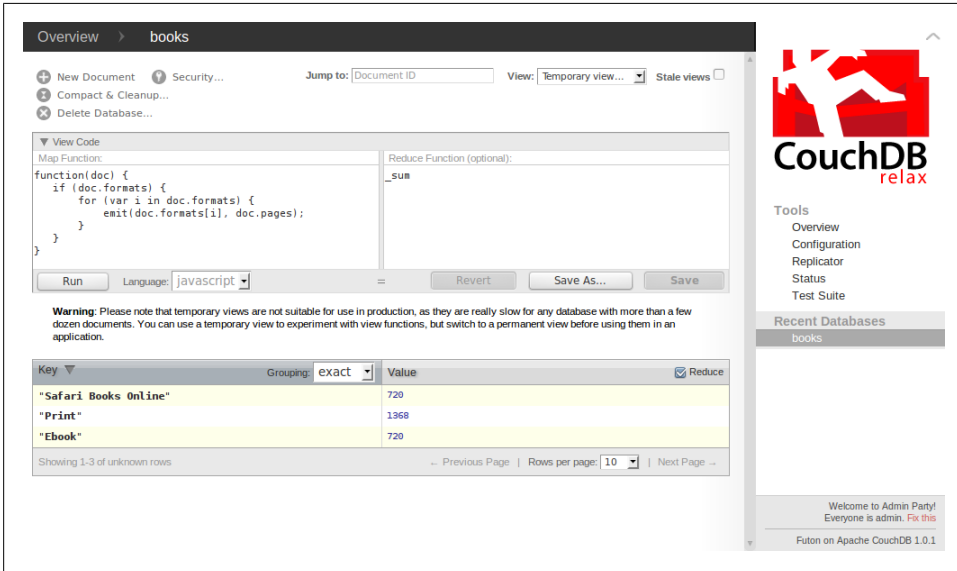 Overview books
New Document Security...
Jump to: Document ID
View: Temporary view...
Stale views
Compact & Cleanup...
Delete Database...
View Code
Map Function:
function(doc) {
if (doc.formats) {
for (var i in doc.formats) {
emit(doc.formats[i], doc.pages);
}
}
}
Reduce Function (optional):
_sum
Run Language: javascript = Revert Save As... Save
Warning: Please note that temporary views are not suitable for use in production, as they are really slow for any database with more than a few
dozen documents. You can use a temporary view to experiment with view functions, but switch to a permanent view before using them in an
application.
Key Grouping: exact Value Reduce
"Safari Books Online" 720
"Print" 1368
"Ebook" 720
Showing 1-3 of unknown rows ← Previous Page | Rows per page: 10 | Next Page →
CouchDB
relax
Tools
Overview
Configuration
Replicator
Status
Test Suite
Recent Databases
books
Welcome to Admin Party!
Everyone is admin. Fix this
Futon on Apache CouchDB 1.0.1